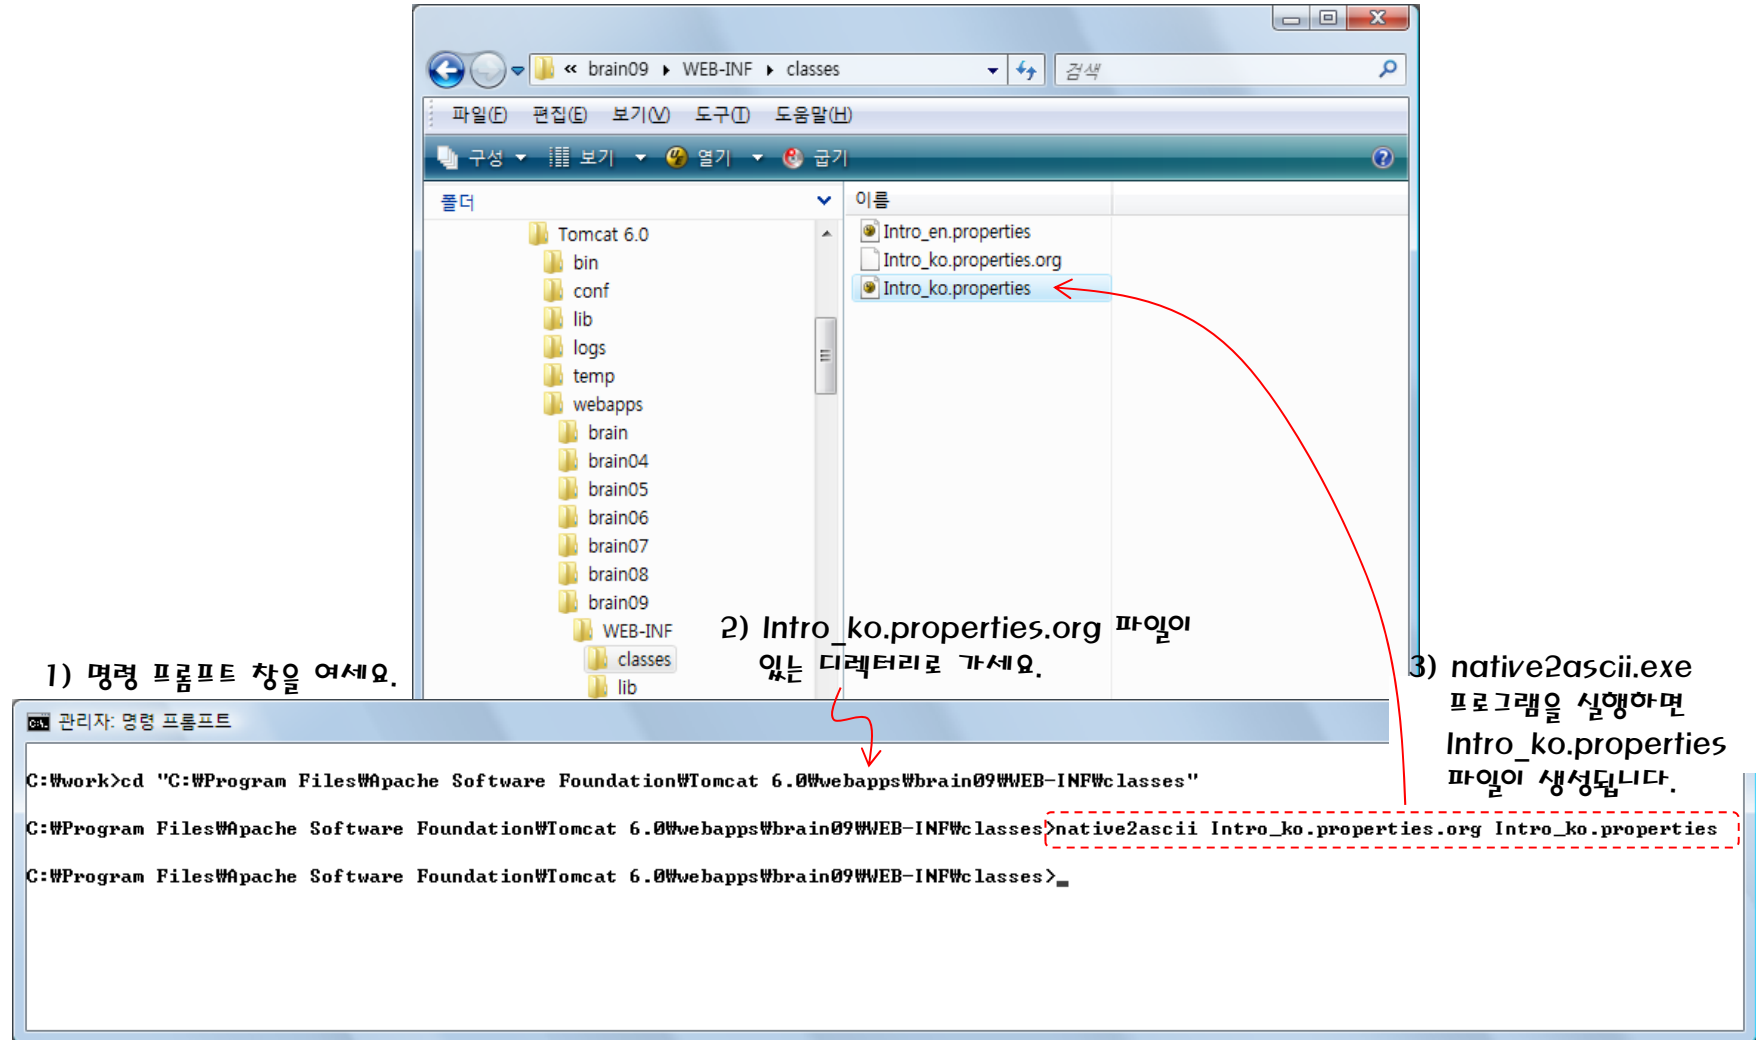 « brain09 ▸ WEB-INF ▸ classes
검색
파일(F) 편집(E) 보기(V) 도구(T) 도움말(H)
구성 보기 열기 굽기
폴더
이름
Tomcat 6.0
bin
conf
lib
logs
temp
webapps
brain
brain04
brain05
brain06
brain07
brain08
brain09
WEB-INF
classes
lib
Intro_en.properties
Intro_ko.properties.org
Intro_ko.properties
1) 명령 프롬프트 창을 여세요.
2) Intro_ko.properties.org 파일이
있는 디렉터리로 가세요.
3) native2ascii.exe
프로그램을 실행하면
Intro_ko.properties
파일이 생성됩니다.
관리자: 명령 프롬프트
C:₩work>cd "C:₩Program Files₩Apache Software Foundation₩Tomcat 6.0₩webapps₩brain09₩WEB-INF₩classes"
C:₩Program Files₩Apache Software Foundation₩Tomcat 6.0₩webapps₩brain09₩WEB-INF₩classes>native2ascii Intro_ko.properties.org Intro_ko.properties
C:₩Program Files₩Apache Software Foundation₩Tomcat 6.0₩webapps₩brain09₩WEB-INF₩classes>_